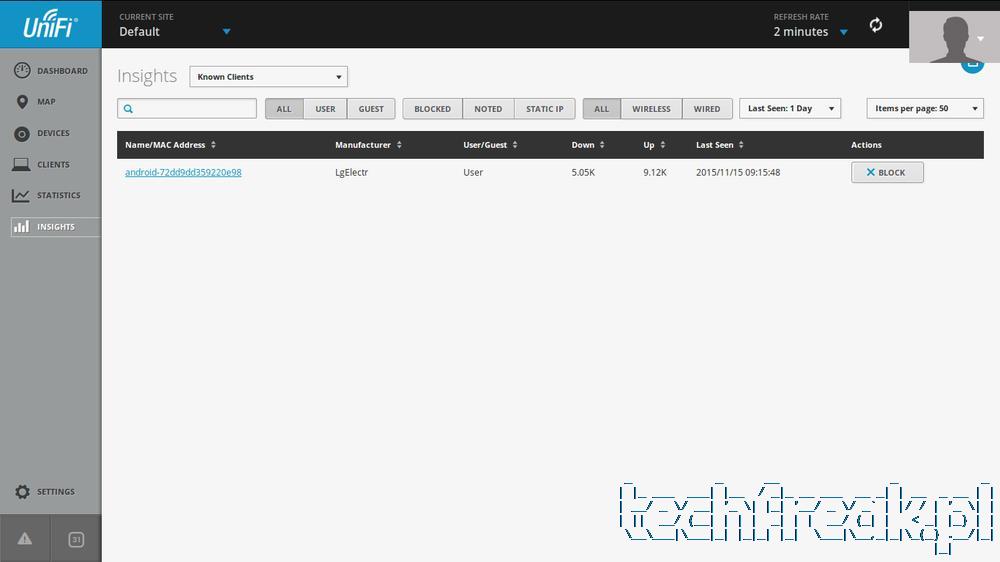 UniFi
CURRENT SITE
Default
REFRESH RATE
2 minutes
DASHBOARD
MAP
DEVICES
CLIENTS
STATISTICS
INSIGHTS
SETTINGS
31
Insights
Known Clients
ALL USER GUEST BLOCKED NOTED STATIC IP ALL WIRELESS WIRED Last Seen: 1 Day Items per page: 50
Name/MAC Address Manufacturer User/Guest Down Up Last Seen Actions
android-72dd9dd359220e98 LgElectr User 5.05K 9.12K 2015/11/15 09:15:48 BLOCK
techfreak.pl